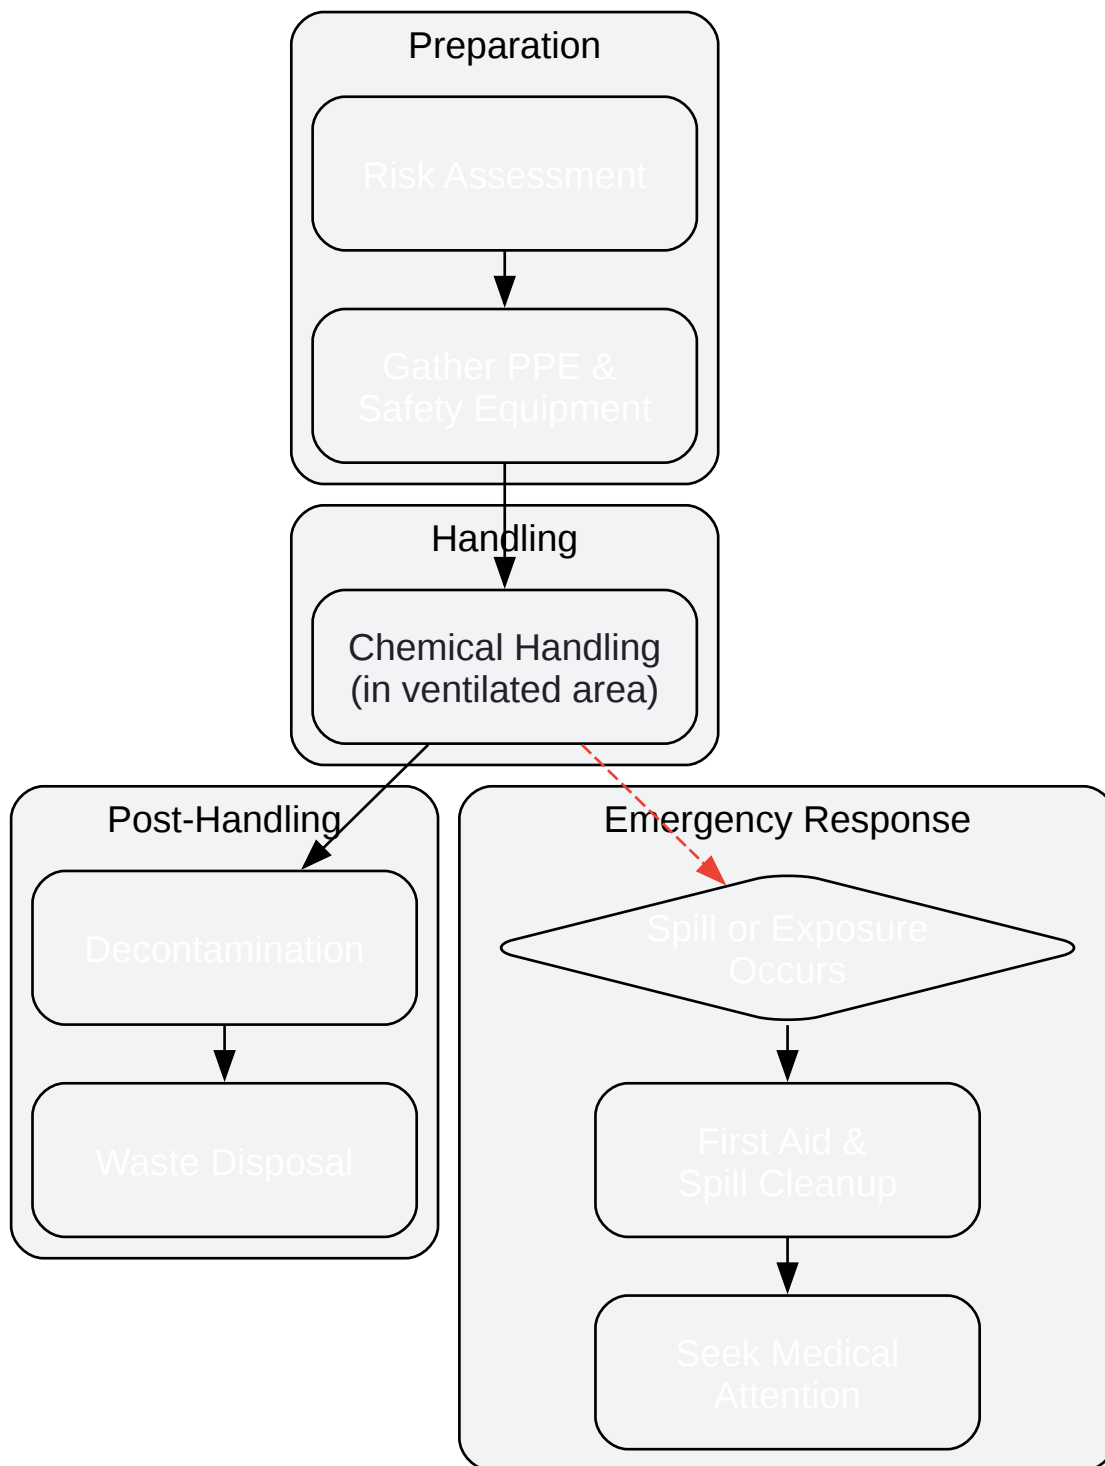 Preparation
Risk Assessment
Gather PPE &
Safety Equipment
Handling
Chemical Handling
(in ventilated area)
Post-Handling
Decontamination
Waste Disposal
Emergency Response
Spill or Exposure
Occurs
First Aid &
Spill Cleanup
Seek Medical
Attention